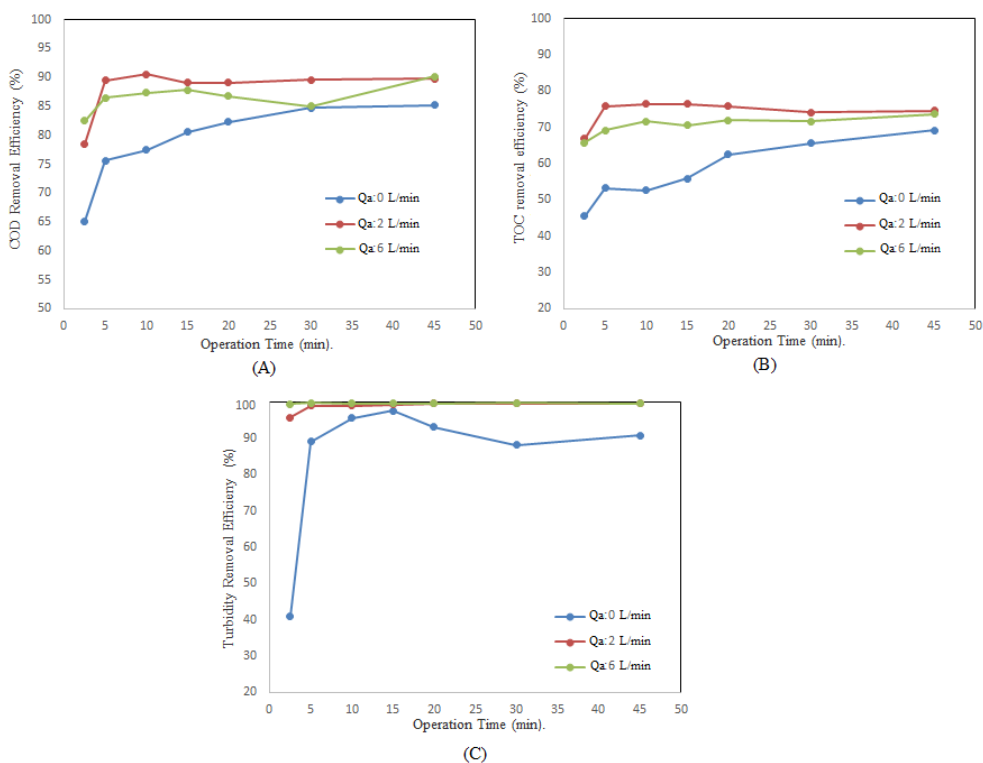 100
95
90
85
80
75
70
65
60
55
50
COD Removal Efficiency (%)
Qa:0 L/min
Qa:2 L/min
Qa:6 L/min
0 5 10 15 20 25 30 35 40 45 50
Operation Time (min).
(A)
100
90
80
70
60
50
40
30
20
TOC removal efficiency (%)
Qa:0 L/min
Qa:2 L/min
Qa:6 L/min
0 5 10 15 20 25 30 35 40 45 50
Operation Time (min).
(B)
100
90
80
70
60
50
40
30
20
Turbidity Removal Efficieny (%)
Qa:0 L/min
Qa:2 L/min
Qa:6 L/min
0 5 10 15 20 25 30 35 40 45 50
Operation Time (min).
(C)